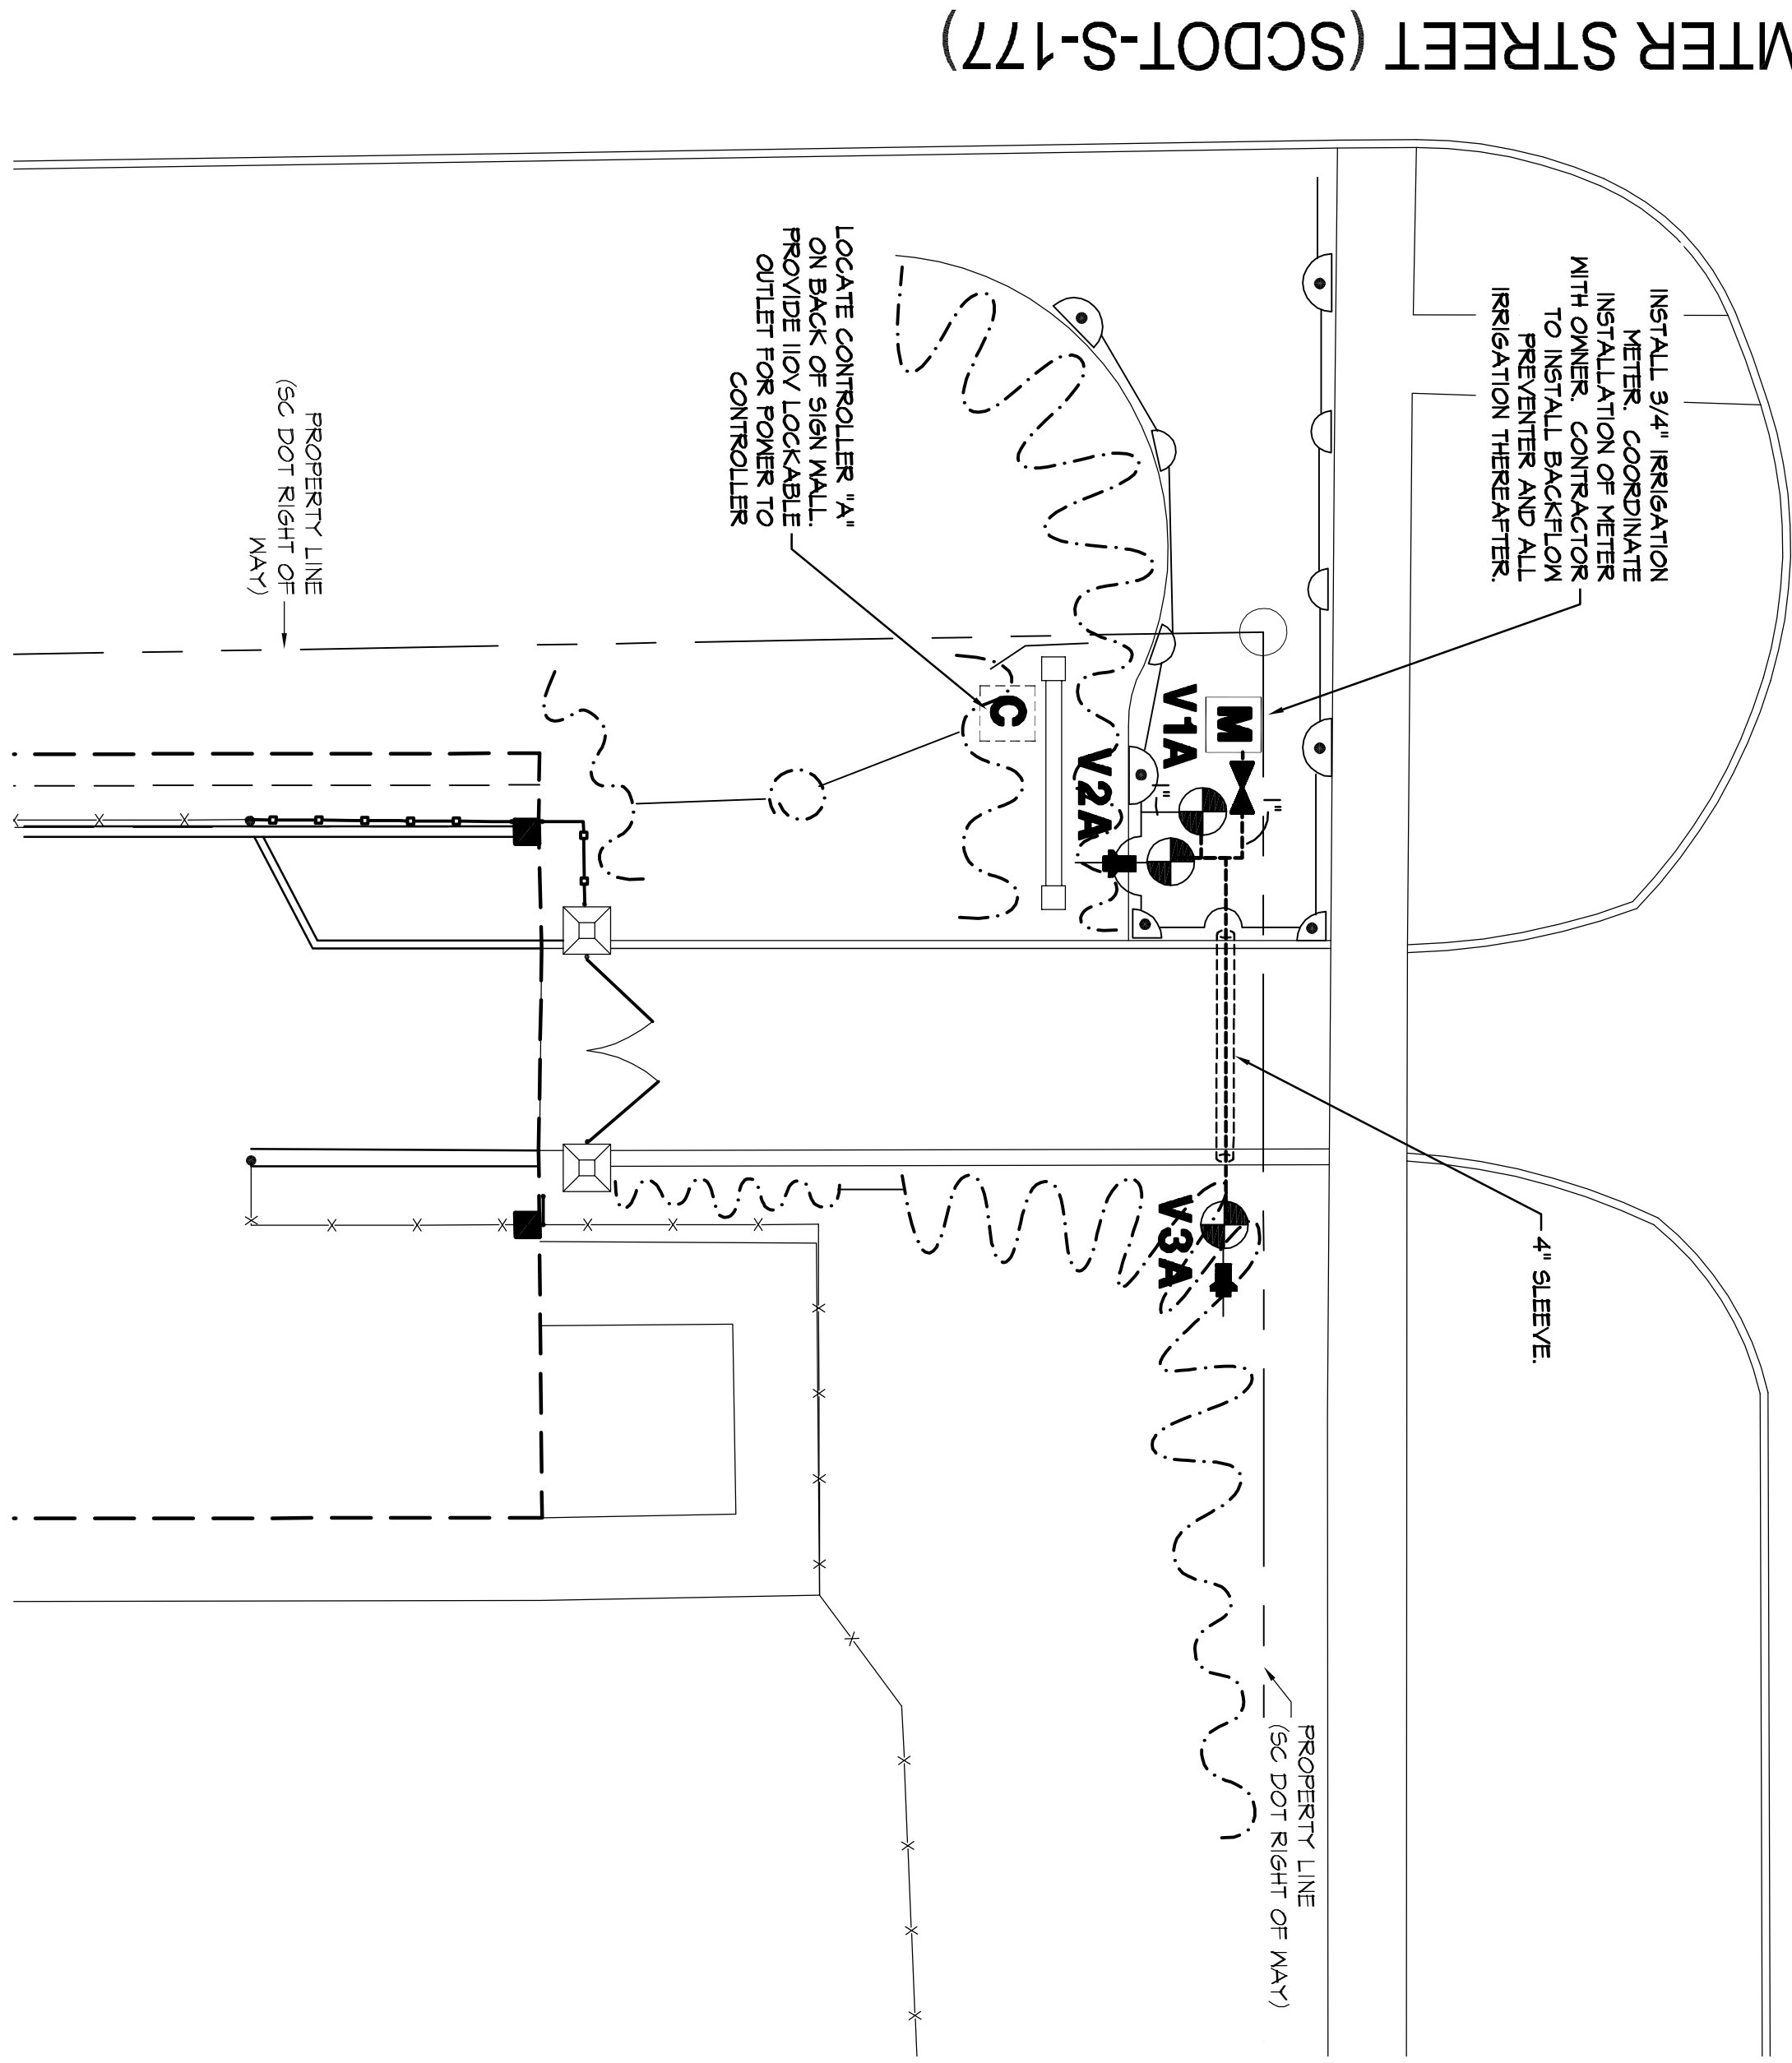 MTER STREET (SCDOT-S-177)
INSTALL 3/4" IRRIGATION
METER. COORDINATE
INSTALLATION OF METER
WITH OWNER. CONTRACTOR
TO INSTALL BACKFLOW
PREVENTER AND ALL
IRRIGATION THEREAFTER.
LOCATE CONTROLLER "A"
ON BACK OF SIGN WALL.
PROVIDE 110V LOCKABLE
OUTLET FOR POWER TO
CONTROLLER
PROPERTY LINE
(SC DOT RIGHT OF
WAY)
M
V1A
C
V2A
1"
1"
V3A
4" SLEEVE.
PROPERTY LINE
(SC DOT RIGHT OF WAY)